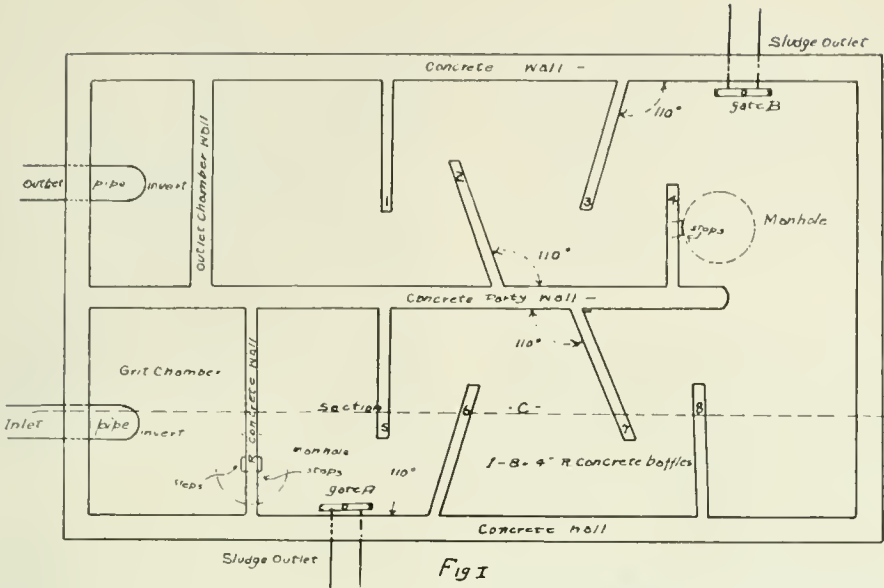 Sludge Outlet
Concrete Wall -
gate B
110°
Outlet pipe invert
Outlet Chamber Wall
1
2
3
4
steps
Manhole
110°
Concrete Party Wall -
110°
Grit Chamber
R Concrete Wall
Section - C -
5
6
7
8
Inlet pipe invert
Manhole
steps
steps
110°
1-8 = 4" R Concrete baffles
gate A
Concrete Wall
Sludge Outlet
Fig I